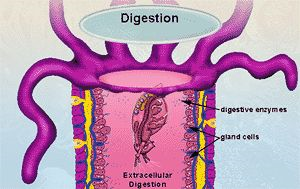 Digestion
digestive enzymes
gland cells
Extracellular
Digestion